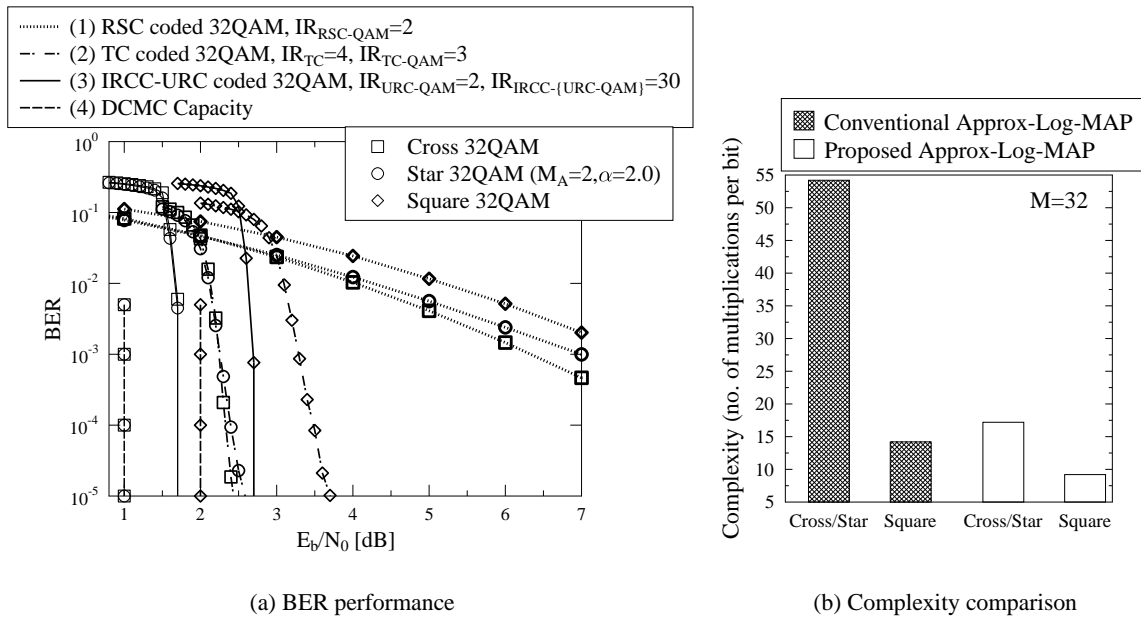 (1) RSC coded 32QAM, IR_RSC-QAM=2
(2) TC coded 32QAM, IR_TC=4, IR_TC-QAM=3
(3) IRCC-URC coded 32QAM, IR_URC-QAM=2, IR_IRCC-{URC-QAM}=30
(4) DCMC Capacity
Cross 32QAM
Star 32QAM (M_A=2,α=2.0)
Square 32QAM
BER
10^0
10^-1
10^-2
10^-3
10^-4
10^-5
1 2 3 4 5 6 7
E_b/N_0 [dB]
(a) BER performance
Conventional Approx-Log-MAP
Proposed Approx-Log-MAP
M=32
Complexity (no. of multiplications per bit)
55
50
45
40
35
30
25
20
15
10
5
Cross/Star Square Cross/Star Square
(b) Complexity comparison